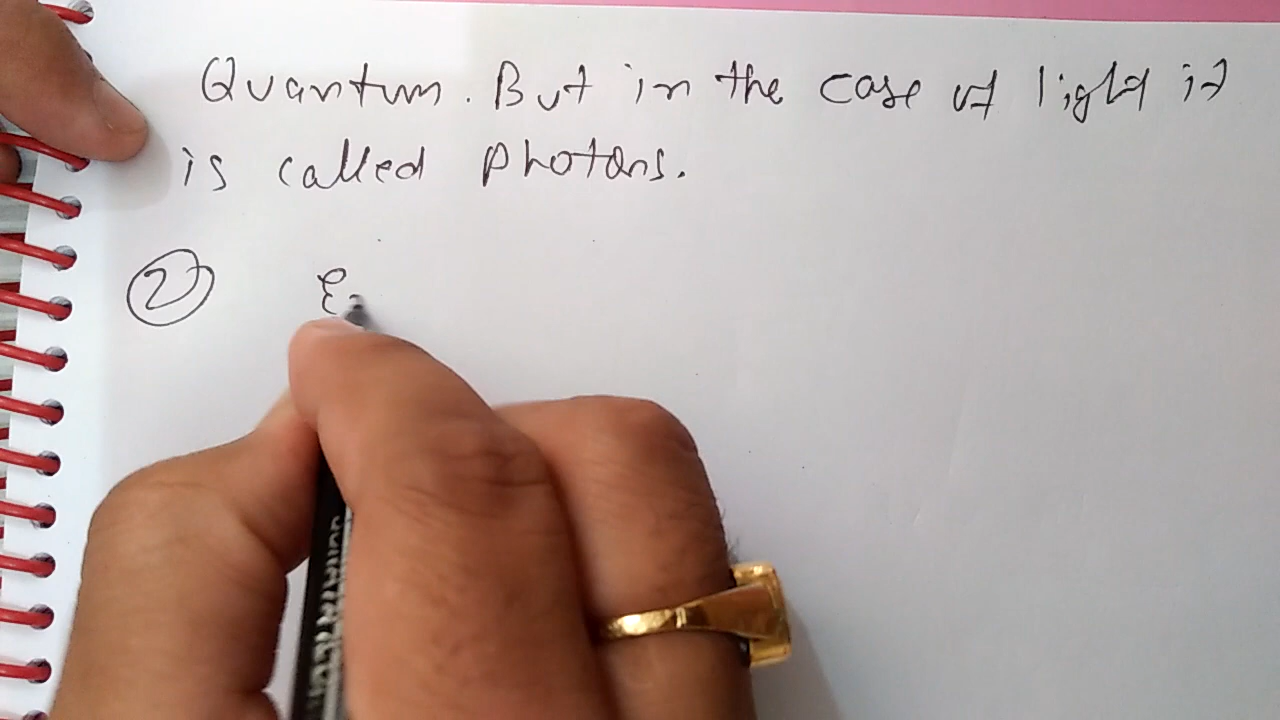 Quantum. But in the case of light it
is called photons.
② E